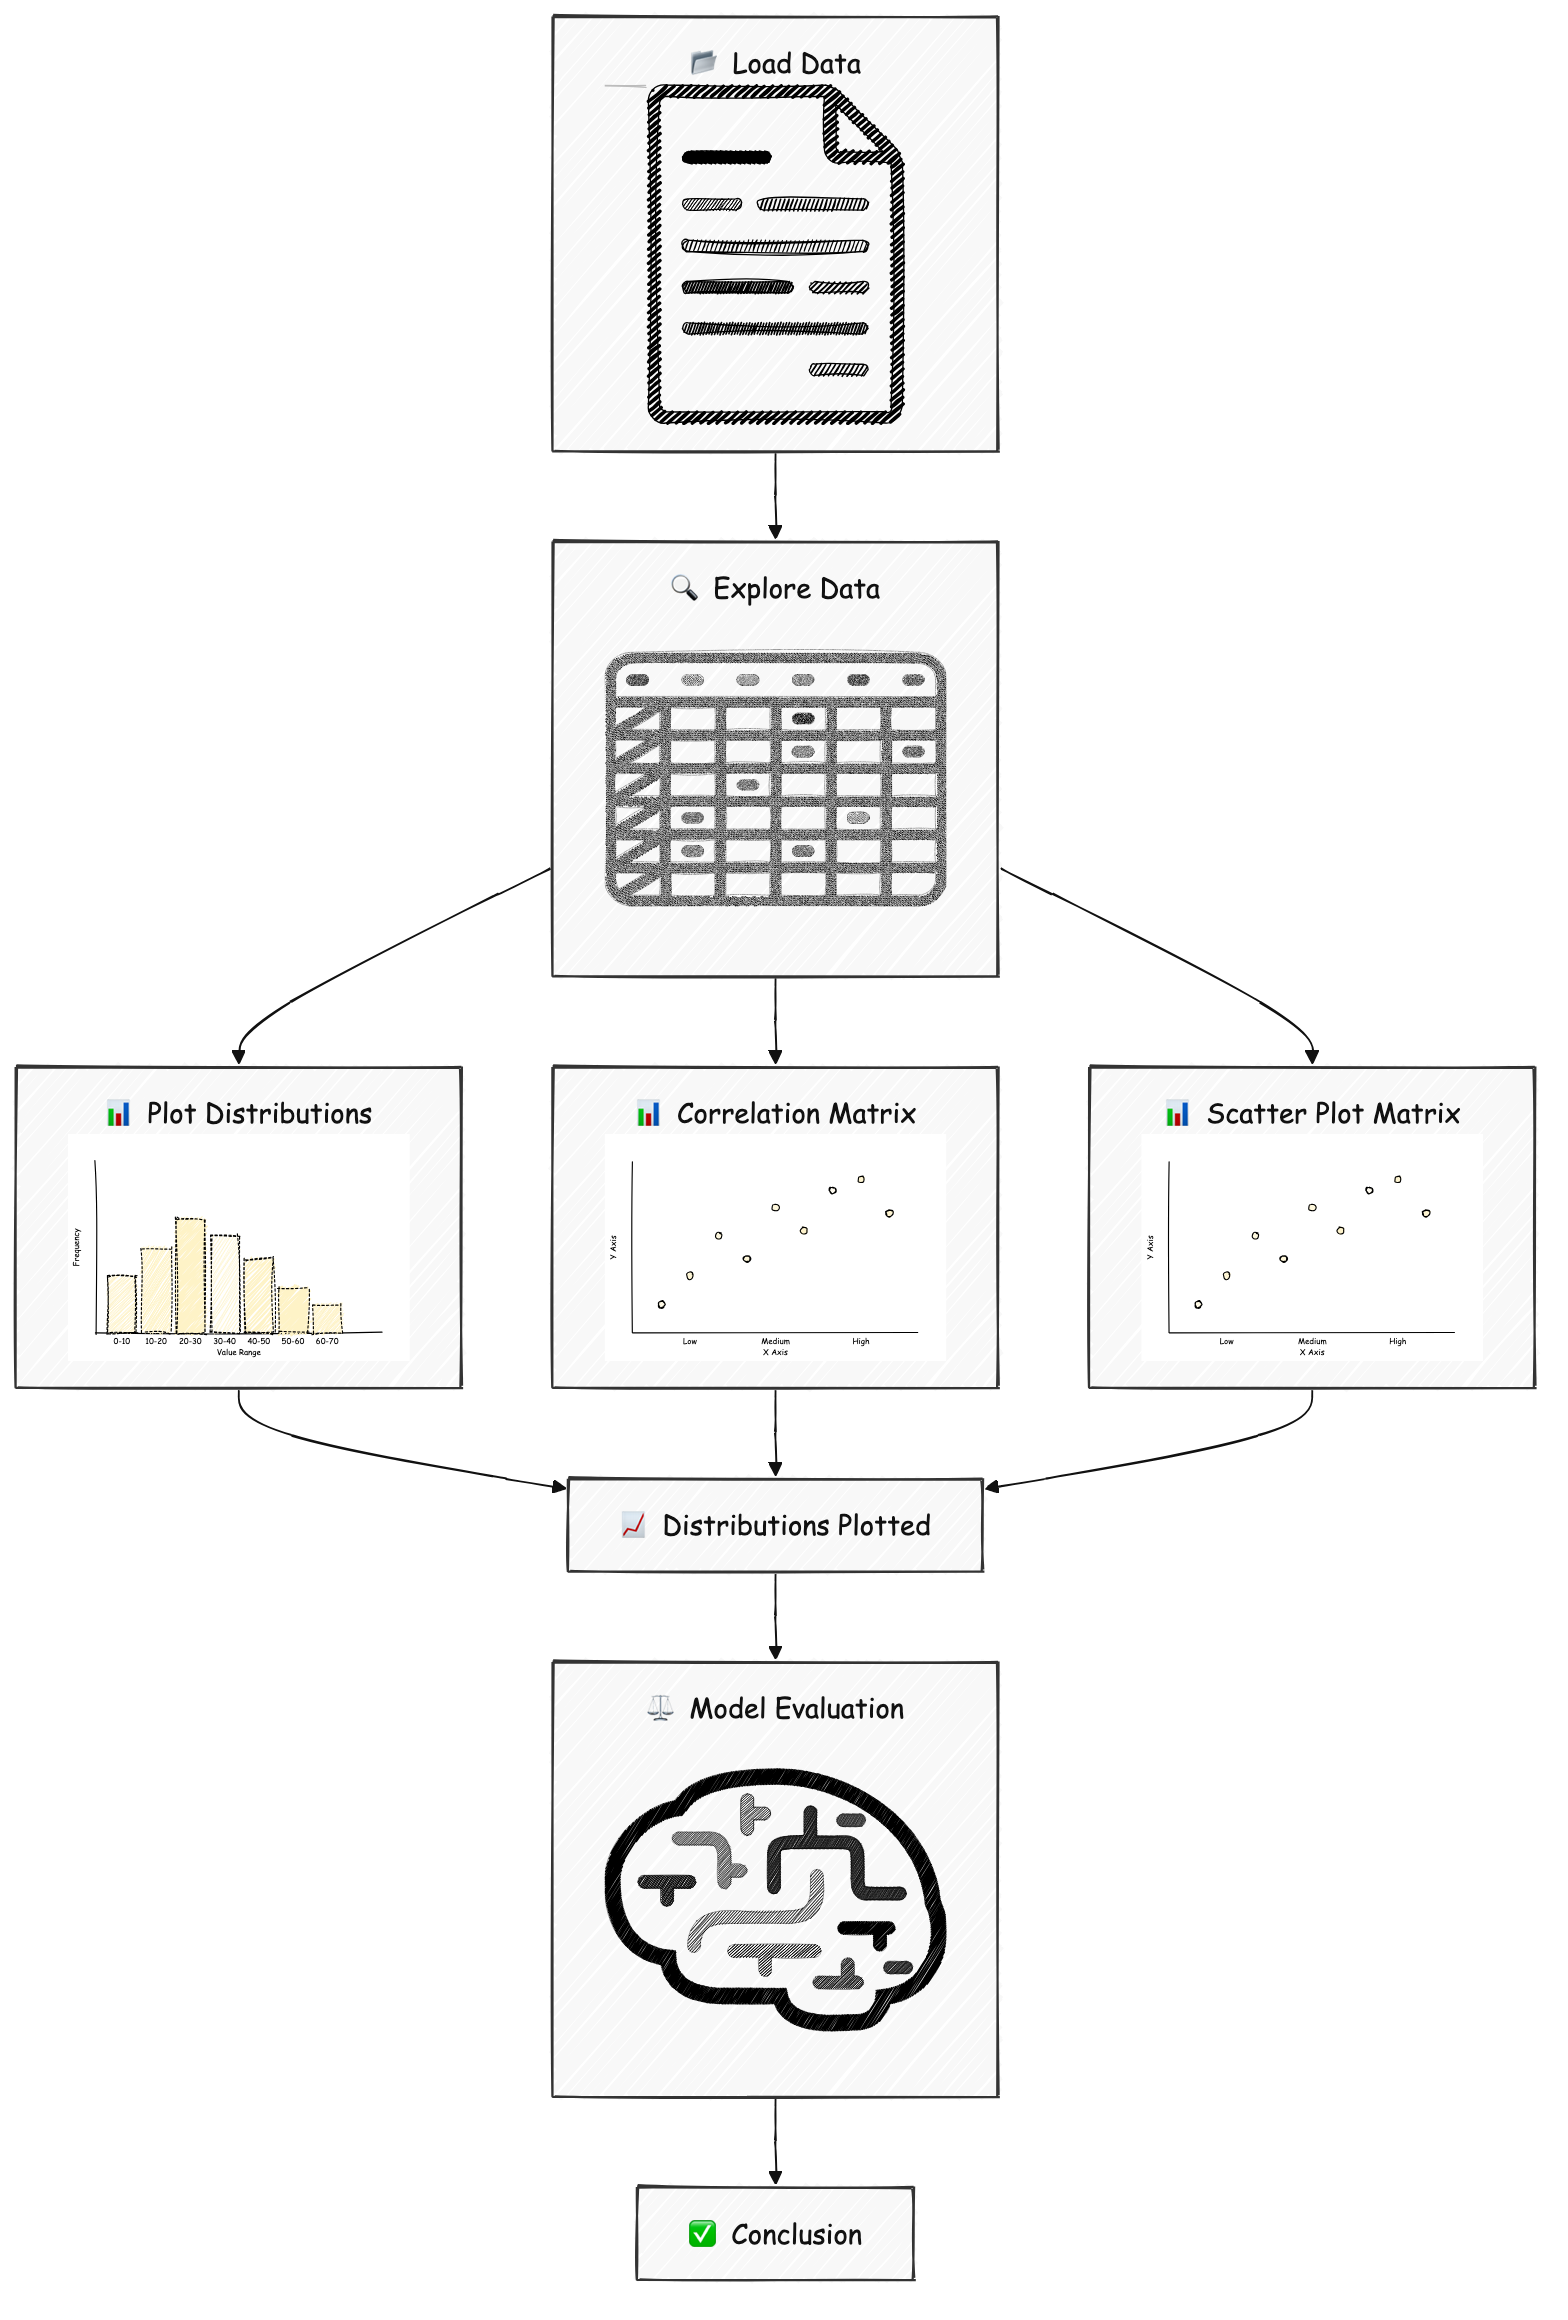 📂 Load Data
🔍 Explore Data
📊 Plot Distributions
Frequency
0-10 10-20 20-30 30-40 40-50 50-60 60-70
Value Range
📊 Correlation Matrix
Y Axis
Low Medium High
X Axis
📊 Scatter Plot Matrix
Y Axis
Low Medium High
X Axis
📈 Distributions Plotted
⚖️ Model Evaluation
✅ Conclusion